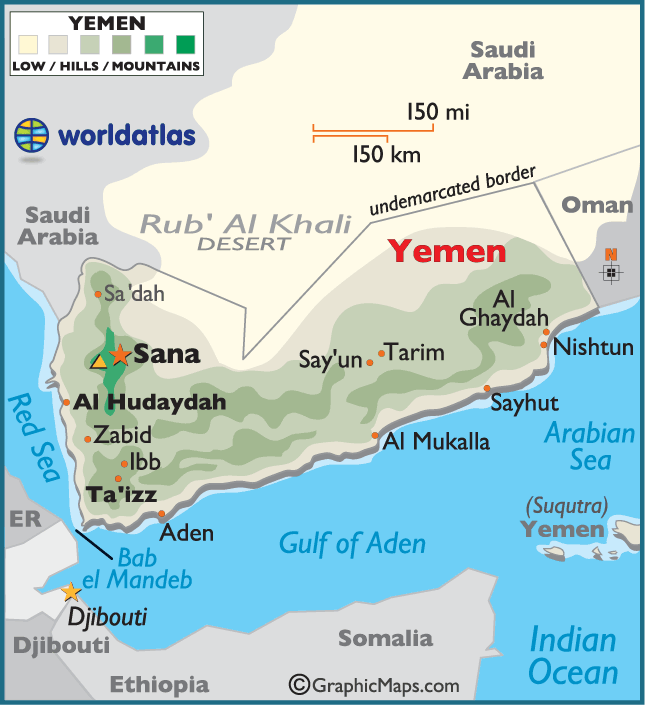 YEMEN
LOW / HILLS / MOUNTAINS
worldatlas
Saudi
Arabia
150 mi
150 km
undemarcated border
Oman
Saudi
Arabia
Rub' Al Khali
DESERT
Yemen
N
Sa'dah
Al
Ghaydah
Sana
Say'un
Tarim
Nishtun
Al Hudaydah
Sayhut
Red Sea
Zabid
Al Mukalla
Arabian
Sea
Ibb
Ta'izz
(Suqutra)
Yemen
ER
Aden
Gulf of Aden
Bab
el Mandeb
Djibouti
Djibouti
Somalia
Indian
Ocean
Ethiopia
©GraphicMaps.com